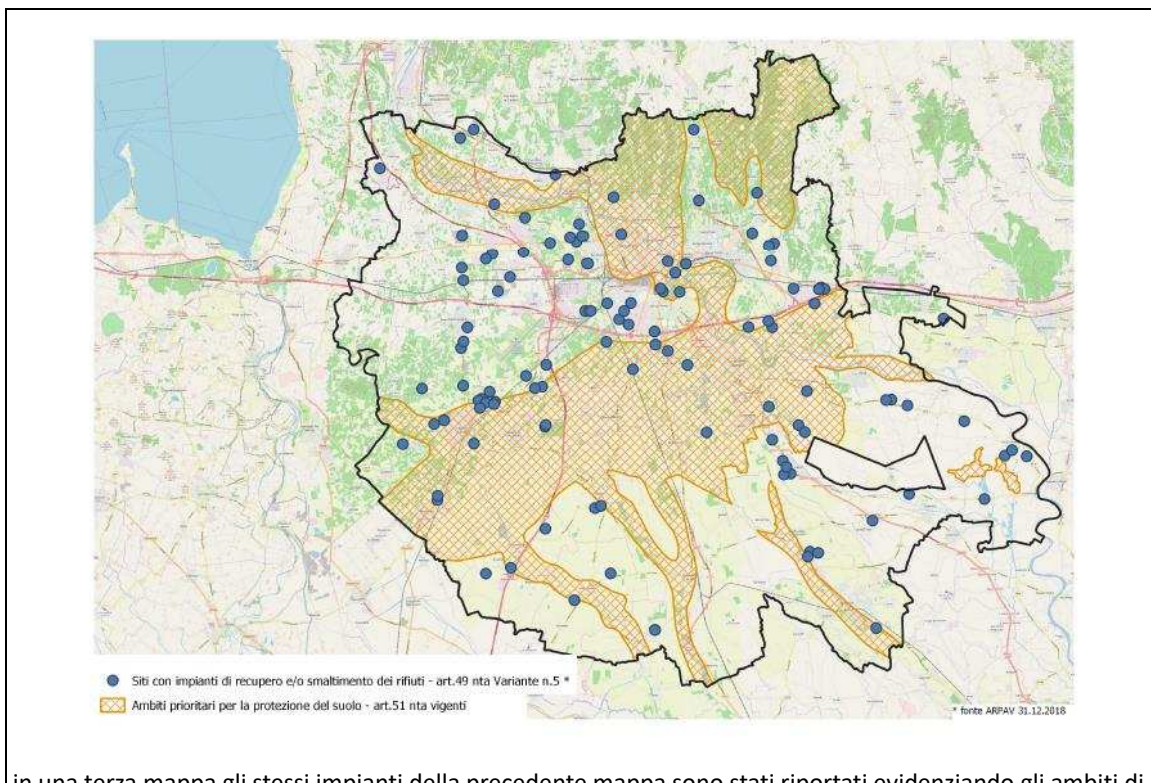 Siti con impianti di recupero e/o smaltimento dei rifiuti - art.49 nta Variante n.5 *
Ambiti prioritari per la protezione del suolo - art.51 nta vigenti
* fonte ARPAV 31.12.2018
in una terza mappa gli stessi impianti della precedente mappa sono stati riportati evidenziando gli ambiti di